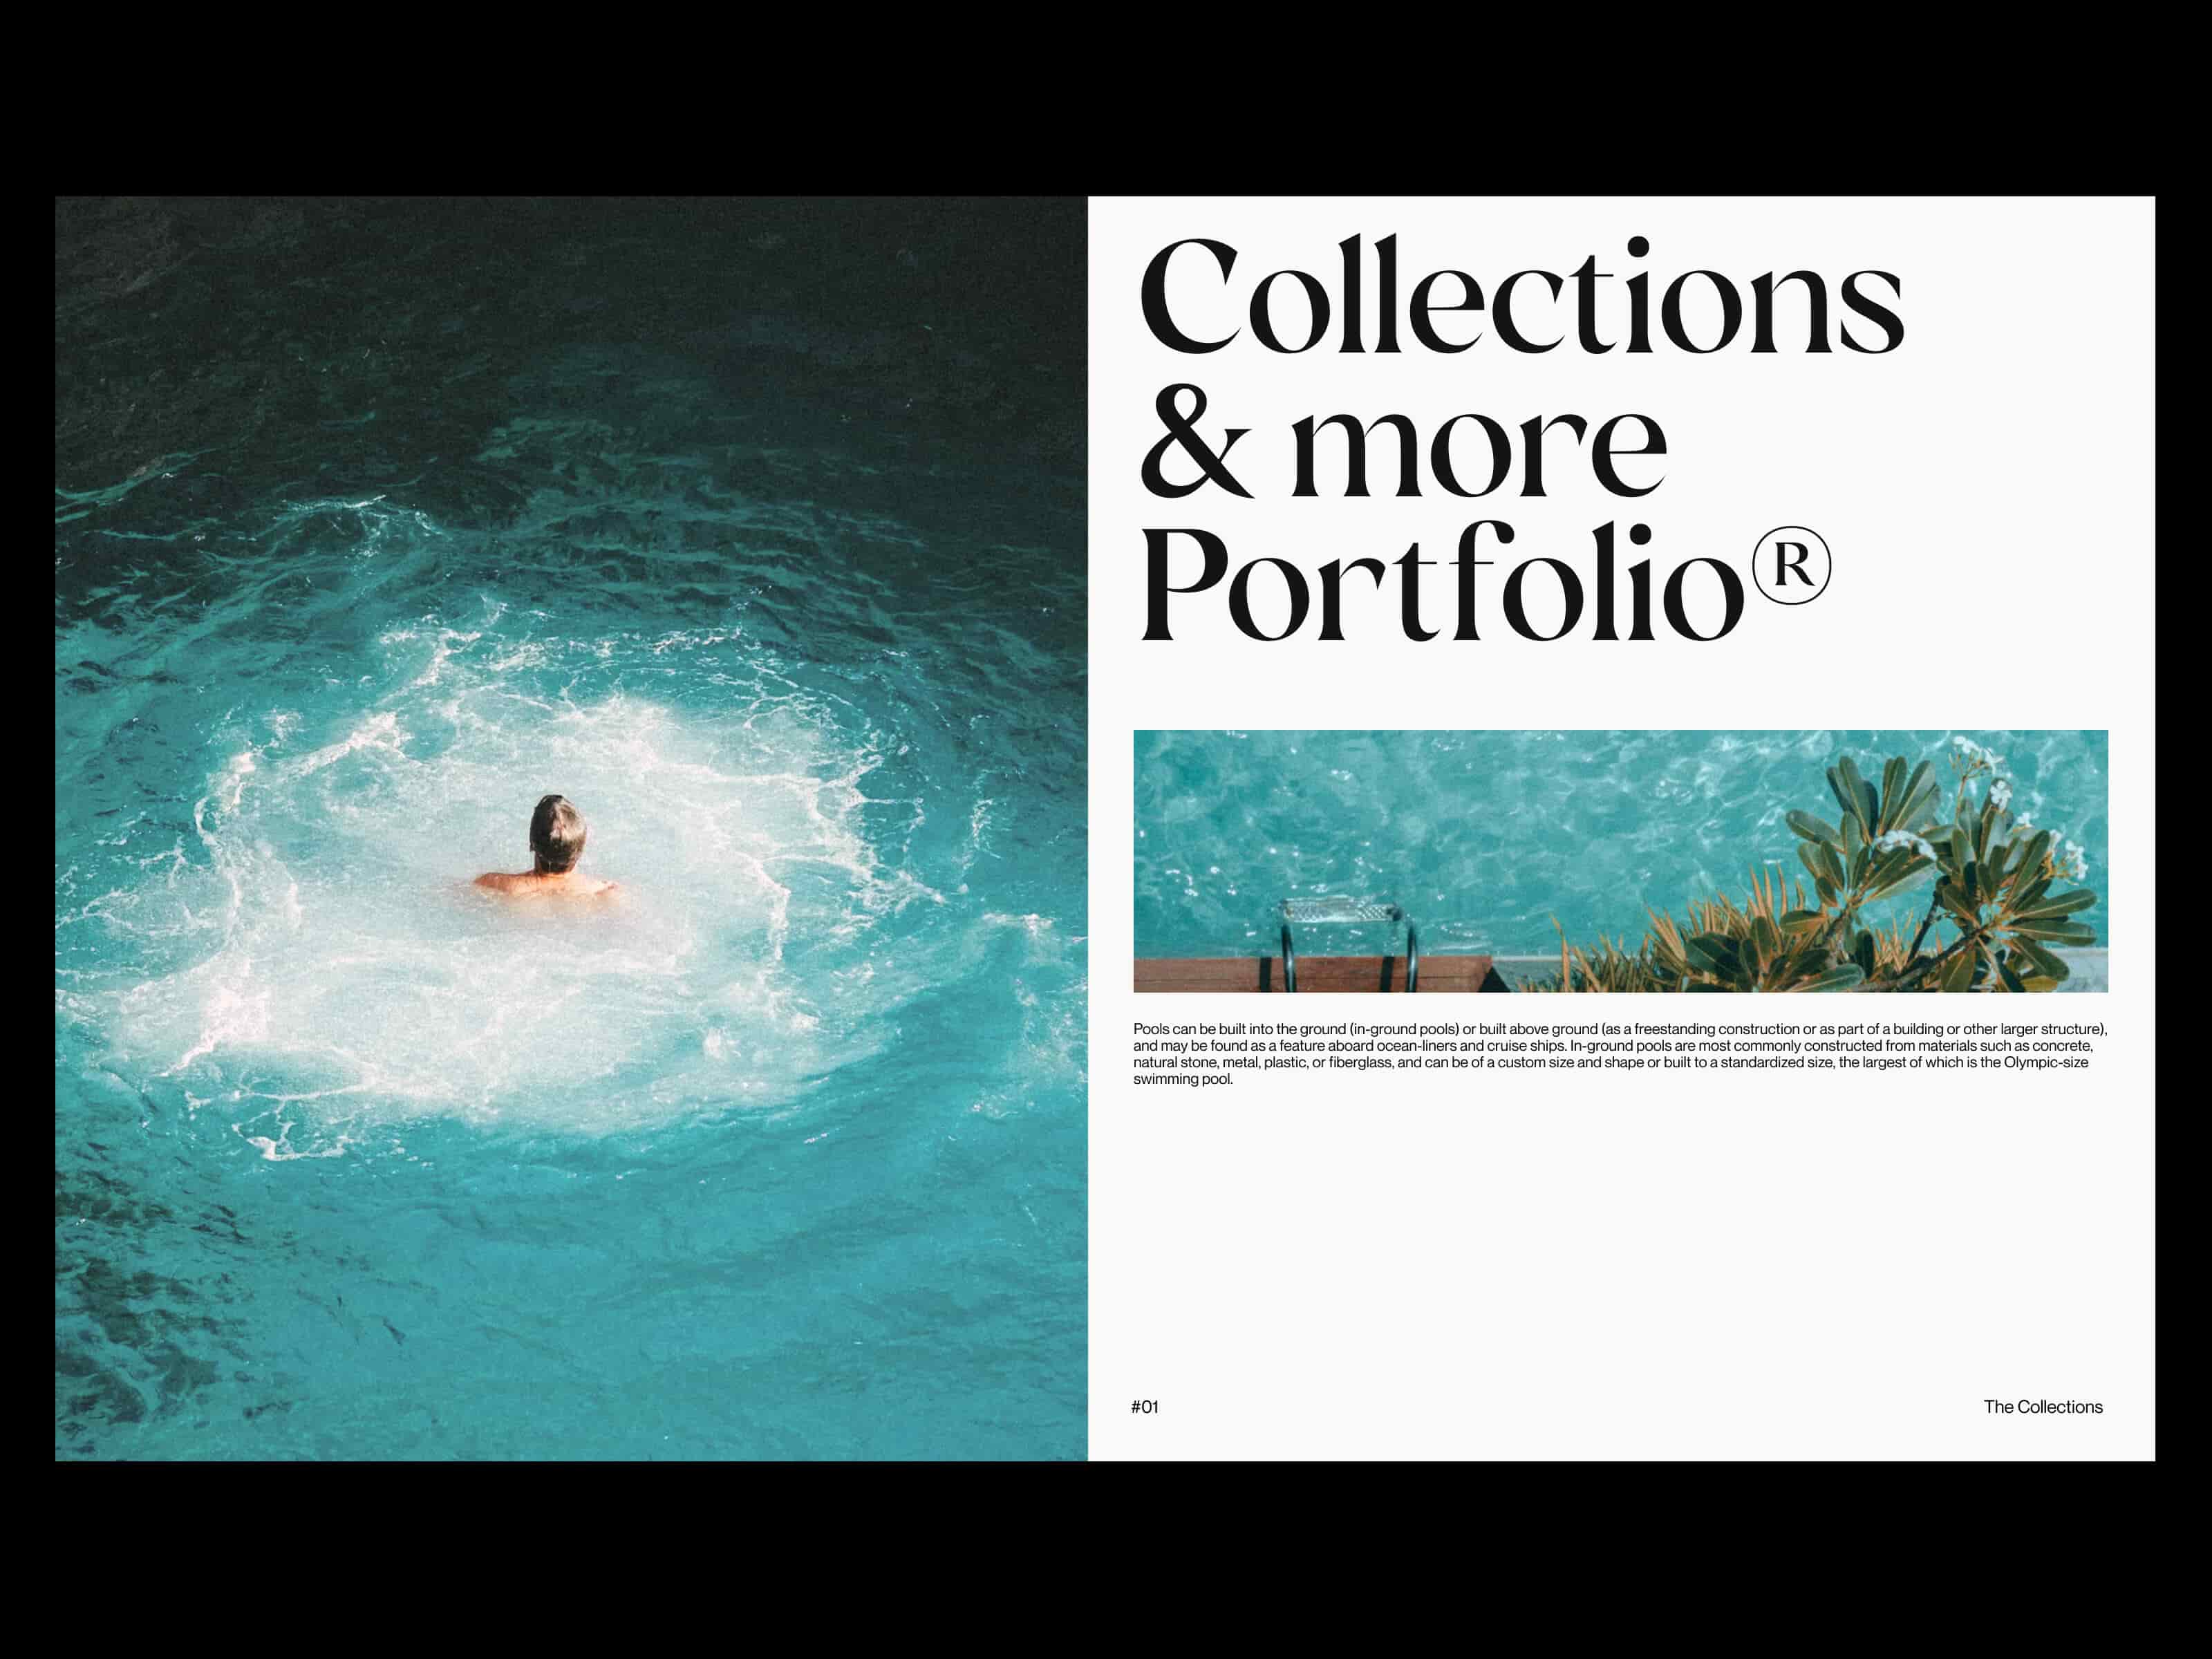 Collections
& more
Portfolio®
Pools can be built into the ground (in-ground pools) or built above ground (as a freestanding construction or as part of a building or other larger structure),
and may be found as a feature aboard ocean-liners and cruise ships. In-ground pools are most commonly constructed from materials such as concrete,
natural stone, metal, plastic, or fiberglass, and can be of a custom size and shape or built to a standardized size, the largest of which is the Olympic-size
swimming pool.
#01
The Collections